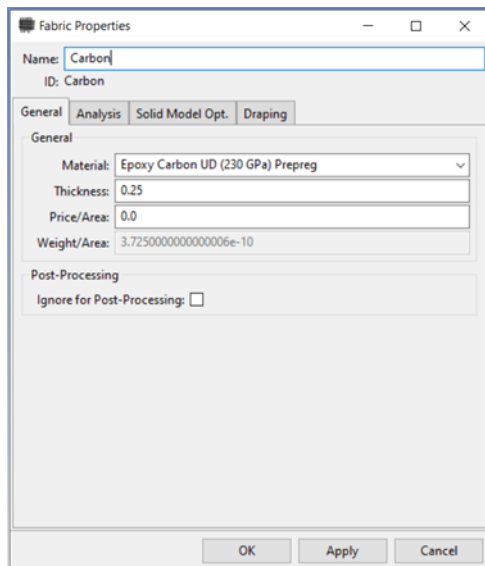 Fabric Properties
Name: Carbon
ID: Carbon
General Analysis Solid Model Opt. Draping
General
Material: Epoxy Carbon UD (230 GPa) Prepreg
Thickness: 0.25
Price/Area: 0.0
Weight/Area: 3.7250000000000006e-10
Post-Processing
Ignore for Post-Processing:
OK Apply Cancel